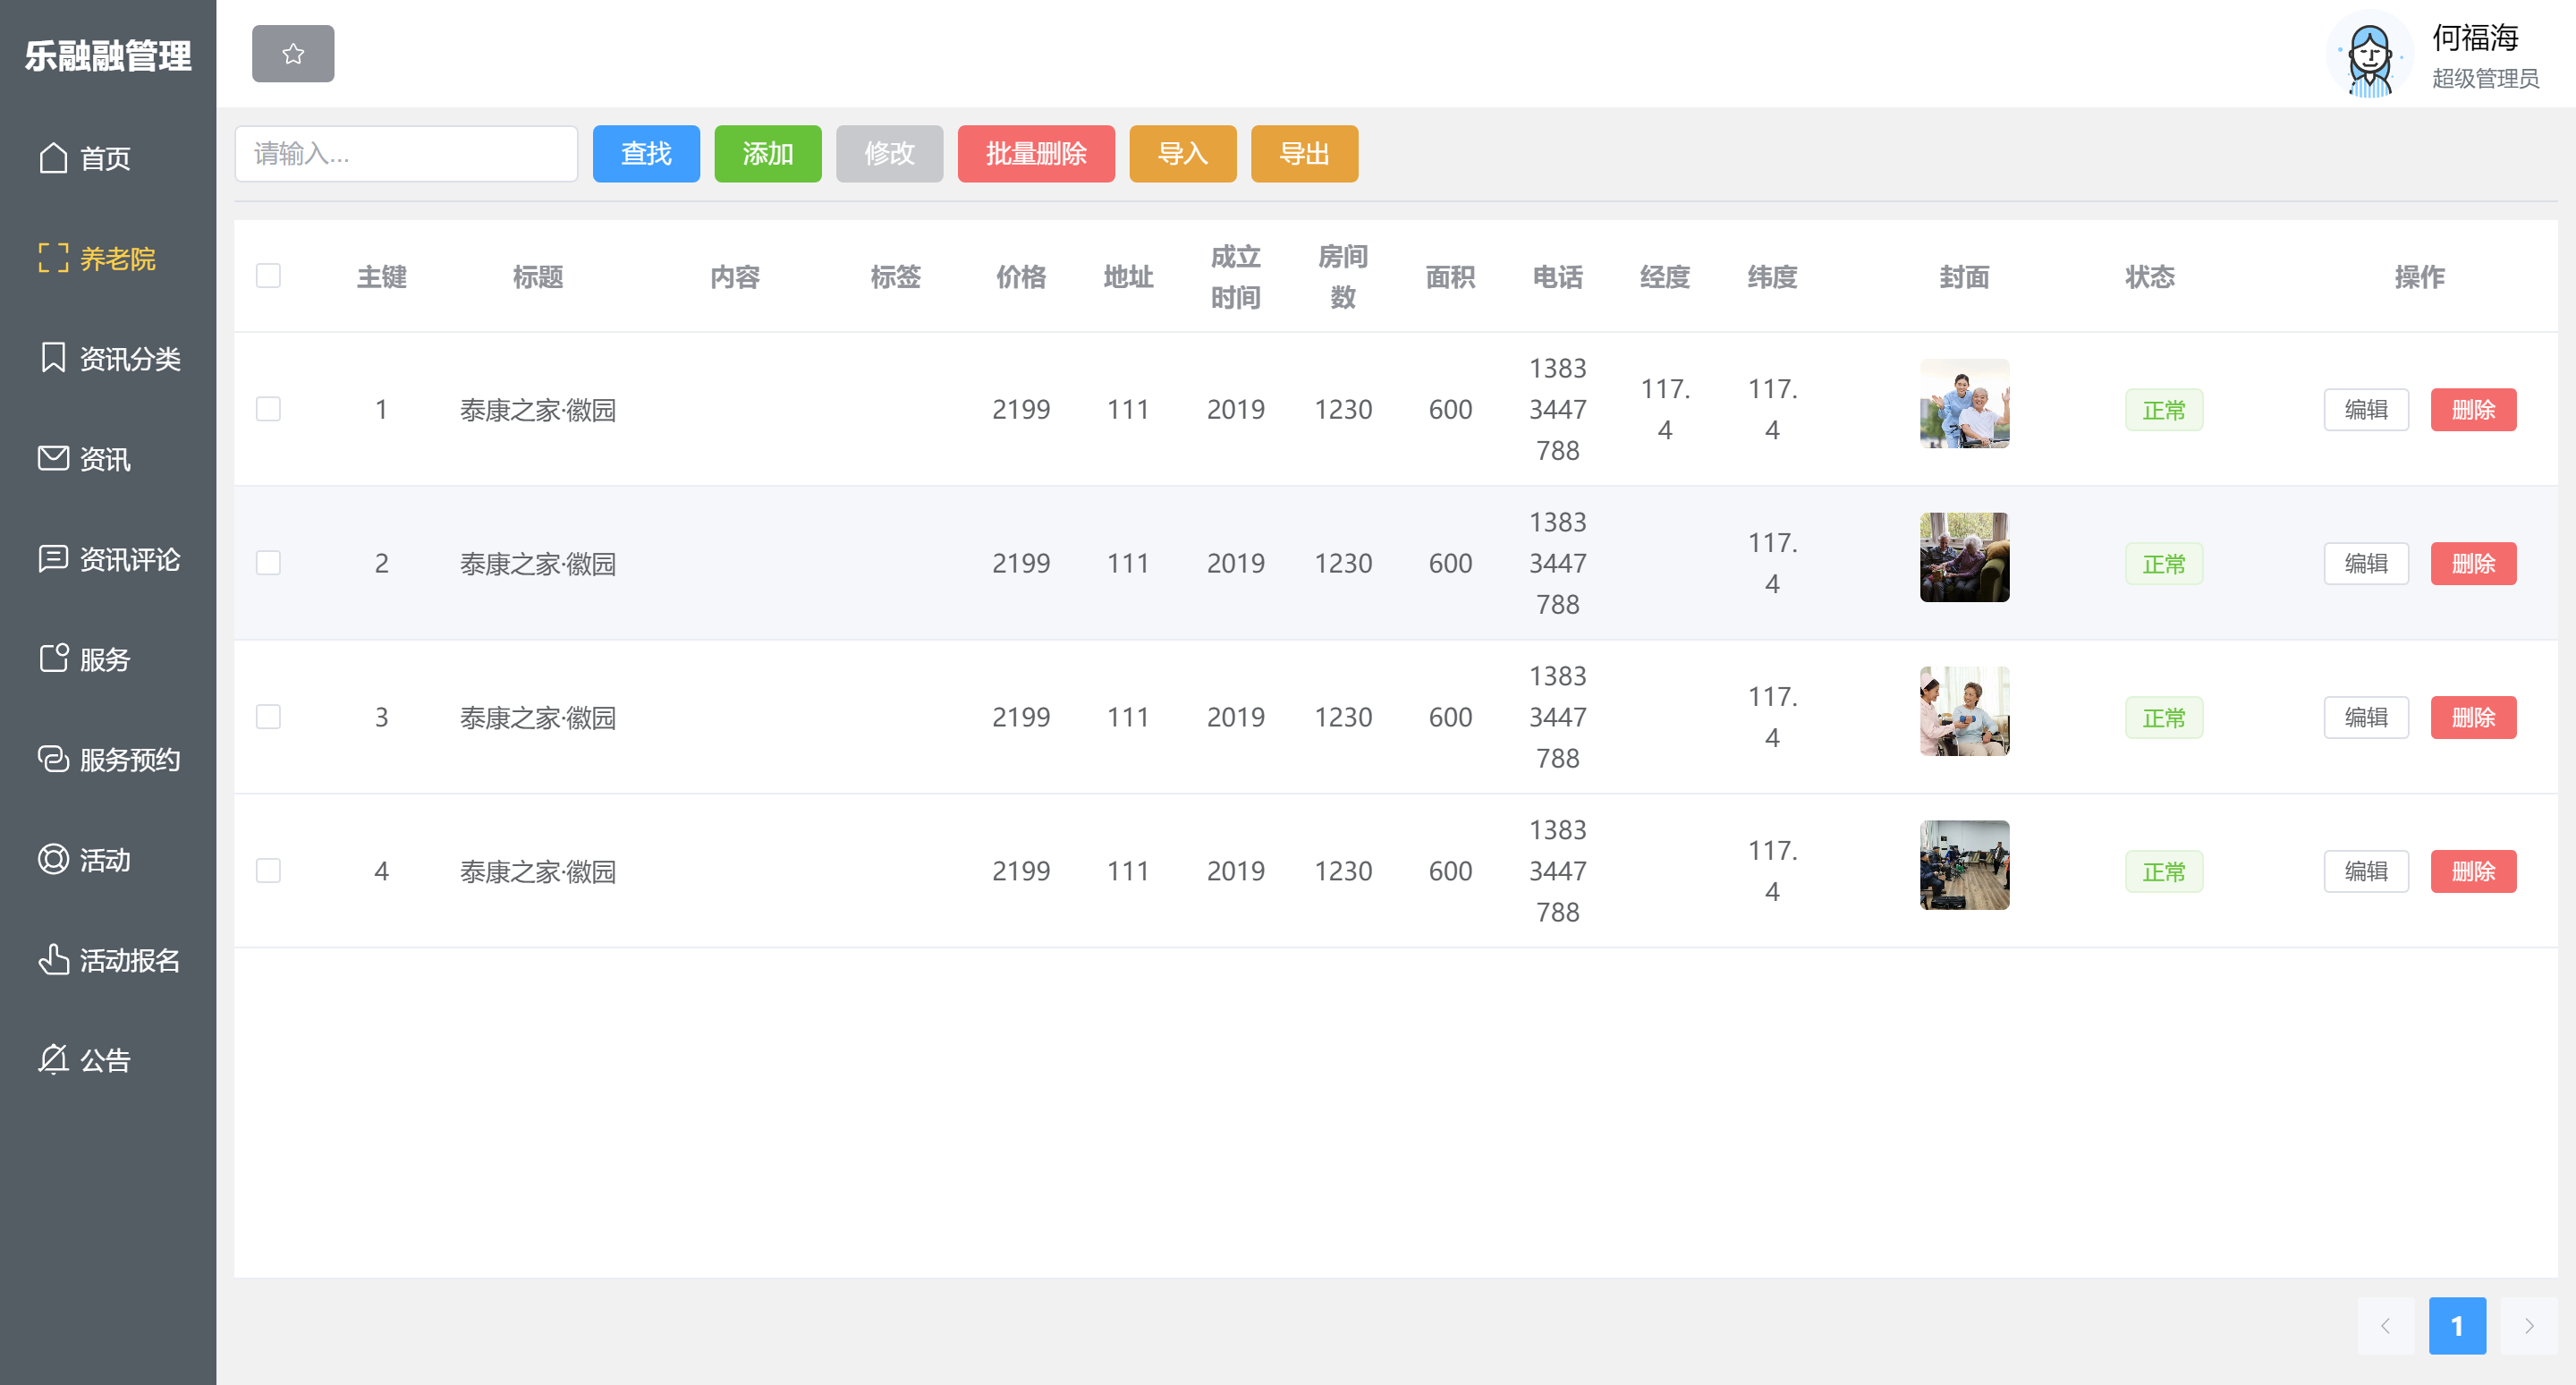 乐融融管理
何福海
超级管理员
首页
养老院
资讯分类
资讯
资讯评论
服务
服务预约
活动
活动报名
公告
请输入... 查找 添加 修改 批量删除 导入 导出
主键 标题 内容 标签 价格 地址 成立时间 房间数 面积 电话 经度 纬度 封面 状态 操作
1 泰康之家·徽园 2199 111 2019 1230 600 13833447788 117.4 117.4 正常 编辑 删除
2 泰康之家·徽园 2199 111 2019 1230 600 13833447788 117.4 正常 编辑 删除
3 泰康之家·徽园 2199 111 2019 1230 600 13833447788 117.4 正常 编辑 删除
4 泰康之家·徽园 2199 111 2019 1230 600 13833447788 117.4 正常 编辑 删除
1